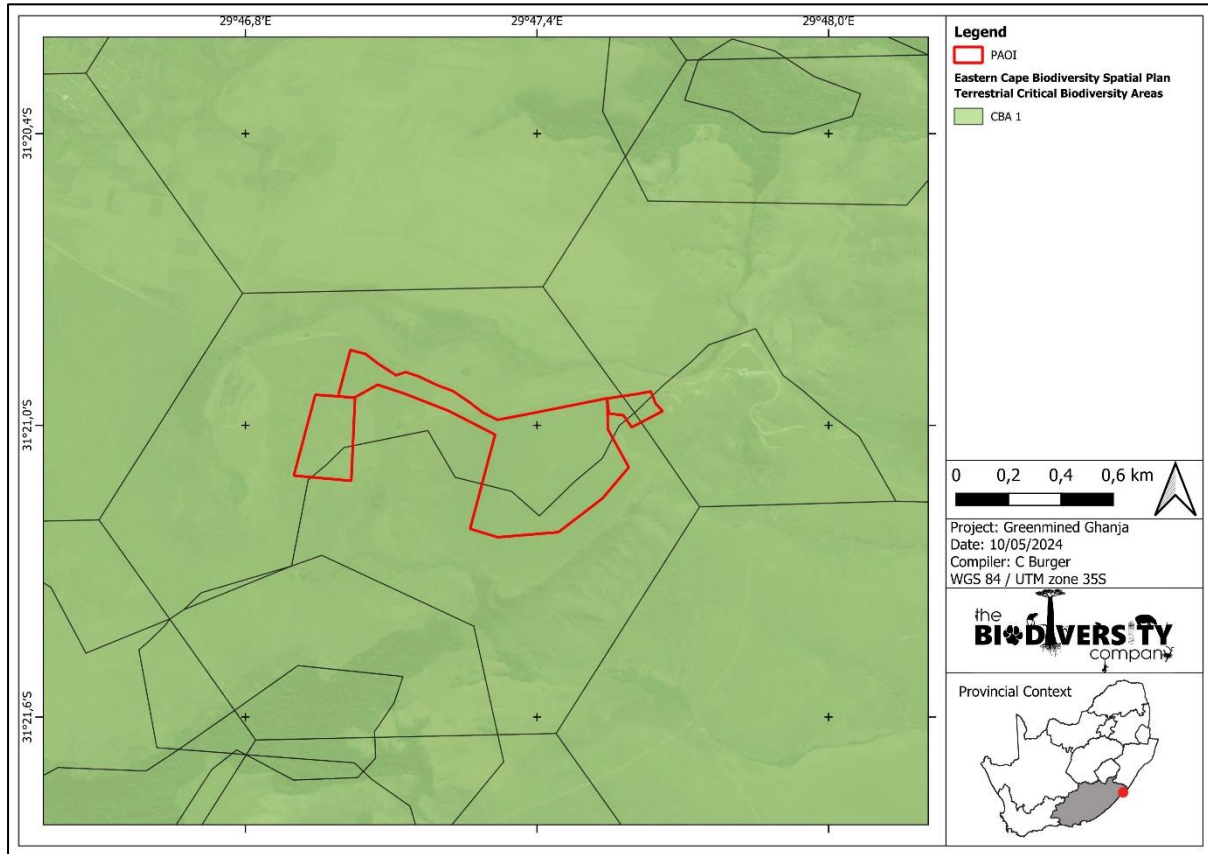 29°46,8'E
29°47,4'E
29°48,0'E
31°20,4'S
31°21,0'S
31°21,6'S
Legend
PAOI
Eastern Cape Biodiversity Spatial Plan
Terrestrial Critical Biodiversity Areas
CBA 1
0 0,2 0,4 0,6 km
Project: Greenmined Ghanja
Date: 10/05/2024
Compiler: C Burger
WGS 84 / UTM zone 35S
the
BIODIVERSITY
company
Provincial Context